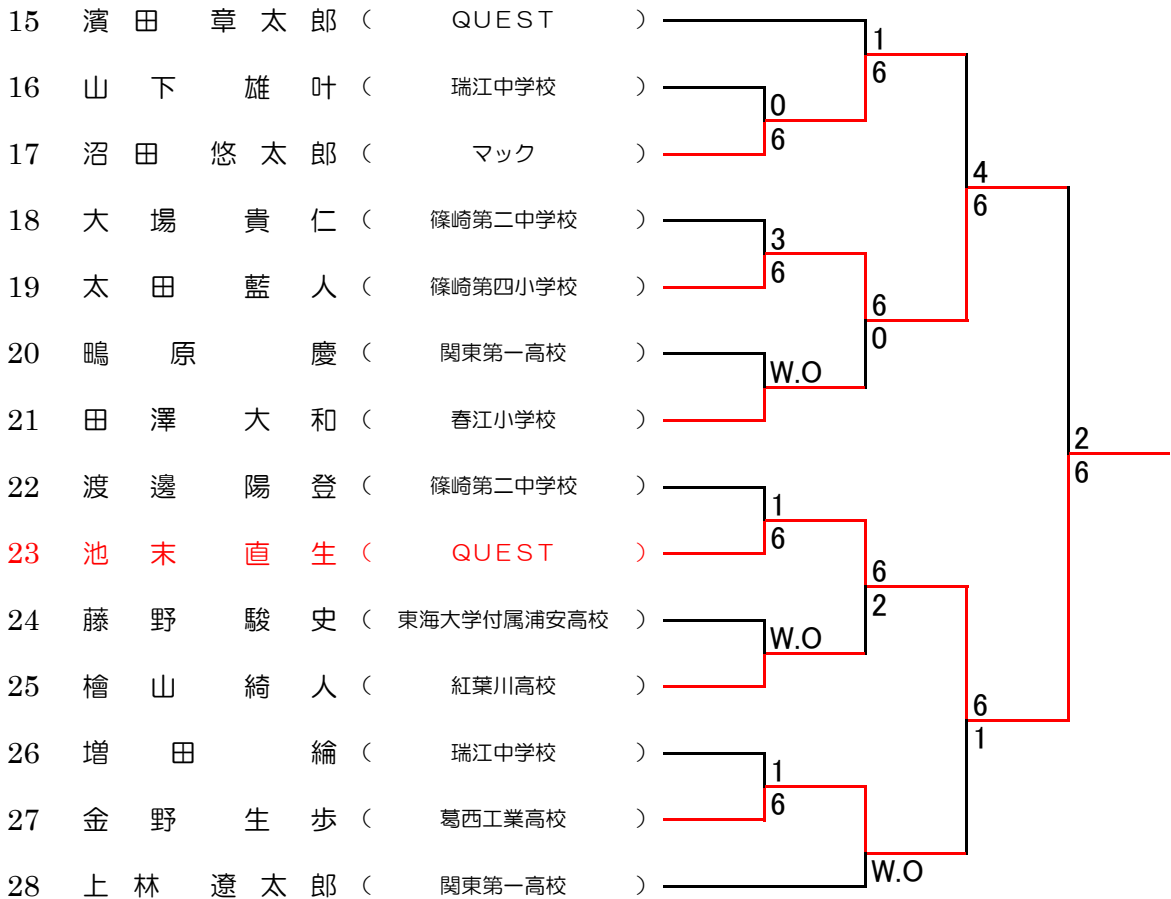 15 濱田 章太郎 ( QUEST )
1
6
16 山下 雄叶 ( 瑞江中学校 )
0
6
17 沼田 悠太郎 ( マック )
4
6
18 大場 貴仁 ( 篠崎第二中学校 )
3
6
19 太田 藍人 ( 篠崎第四小学校 )
6
0
20 鴫原 慶 ( 関東第一高校 )
W.O
21 田澤 大和 ( 春江小学校 )
2
6
22 渡邊 陽登 ( 篠崎第二中学校 )
1
6
23 池末 直生 ( QUEST )
6
2
24 藤野 駿史 ( 東海大学付属浦安高校 )
W.O
25 檜山 綺人 ( 紅葉川高校 )
6
1
26 増田 綸 ( 瑞江中学校 )
1
6
27 金野 生歩 ( 葛西工業高校 )
W.O
28 上林 遼太郎 ( 関東第一高校 )